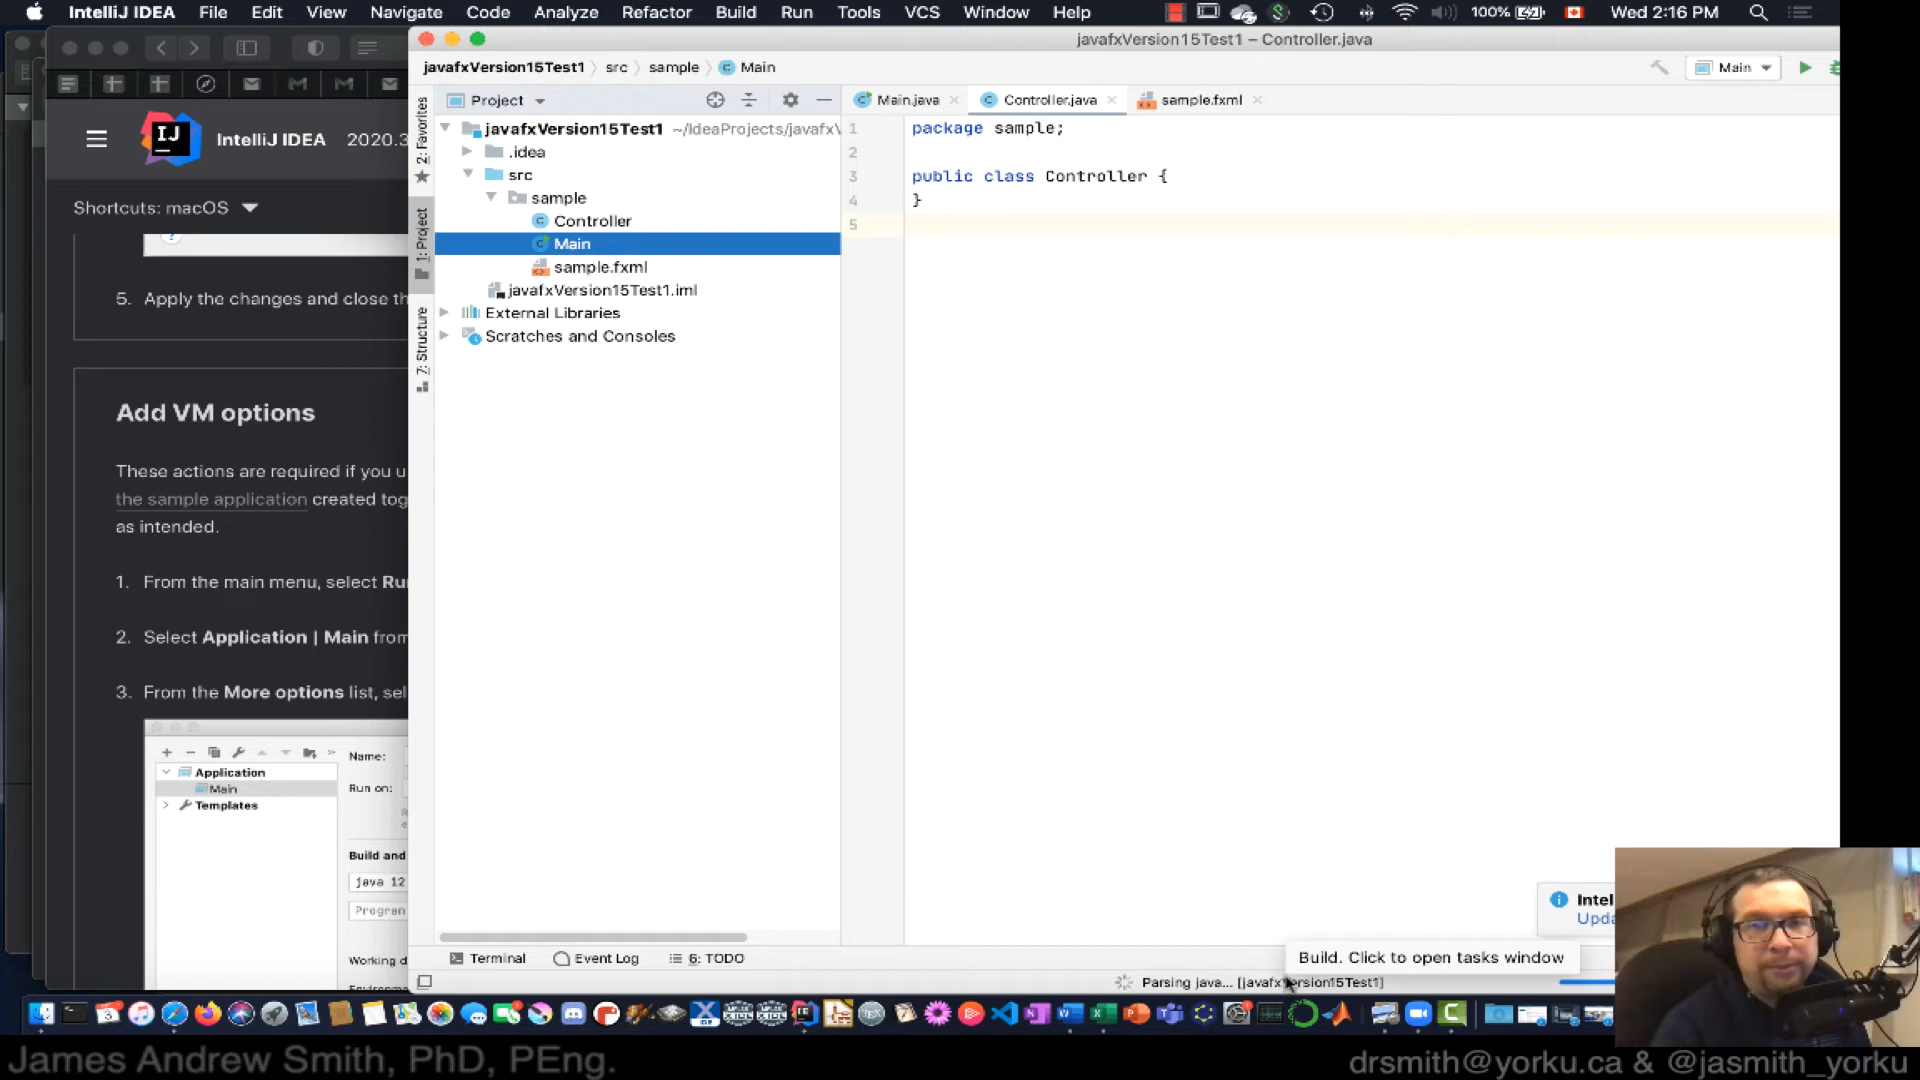 IntelliJ IDEA File Edit View Navigate Code Analyze Refactor Build Run Tools VCS Window Help 100% Wed 2:16 PM
javafxVersion15Test1 – Controller.java
javafxVersion15Test1 src sample Main Main
Project Main.java Controller.java sample.fxml
2: Favorites
1: Project
7: Structure
javafxVersion15Test1 ~/IdeaProjects/javafx
.idea
src
sample
Controller
Main
sample.fxml
javafxVersion15Test1.iml
External Libraries
Scratches and Consoles
1 package sample;
2
3 public class Controller {
4 }
5
IJ IntelliJ IDEA 2020.3
Shortcuts: macOS
5. Apply the changes and close th
Add VM options
These actions are required if you u
the sample application created tog
as intended.
1. From the main menu, select Ru
2. Select Application | Main from
3. From the More options list, sel
Application
Main
Templates
Name:
Run on:
Build and
java 12
Program
Working d
Terminal Event Log 6: TODO
Intel
Upda
Build. Click to open tasks window
Parsing java... [javafxVersion15Test1]
James Andrew Smith, PhD, PEng.
drsmith@yorku.ca & @jasmith_yorku